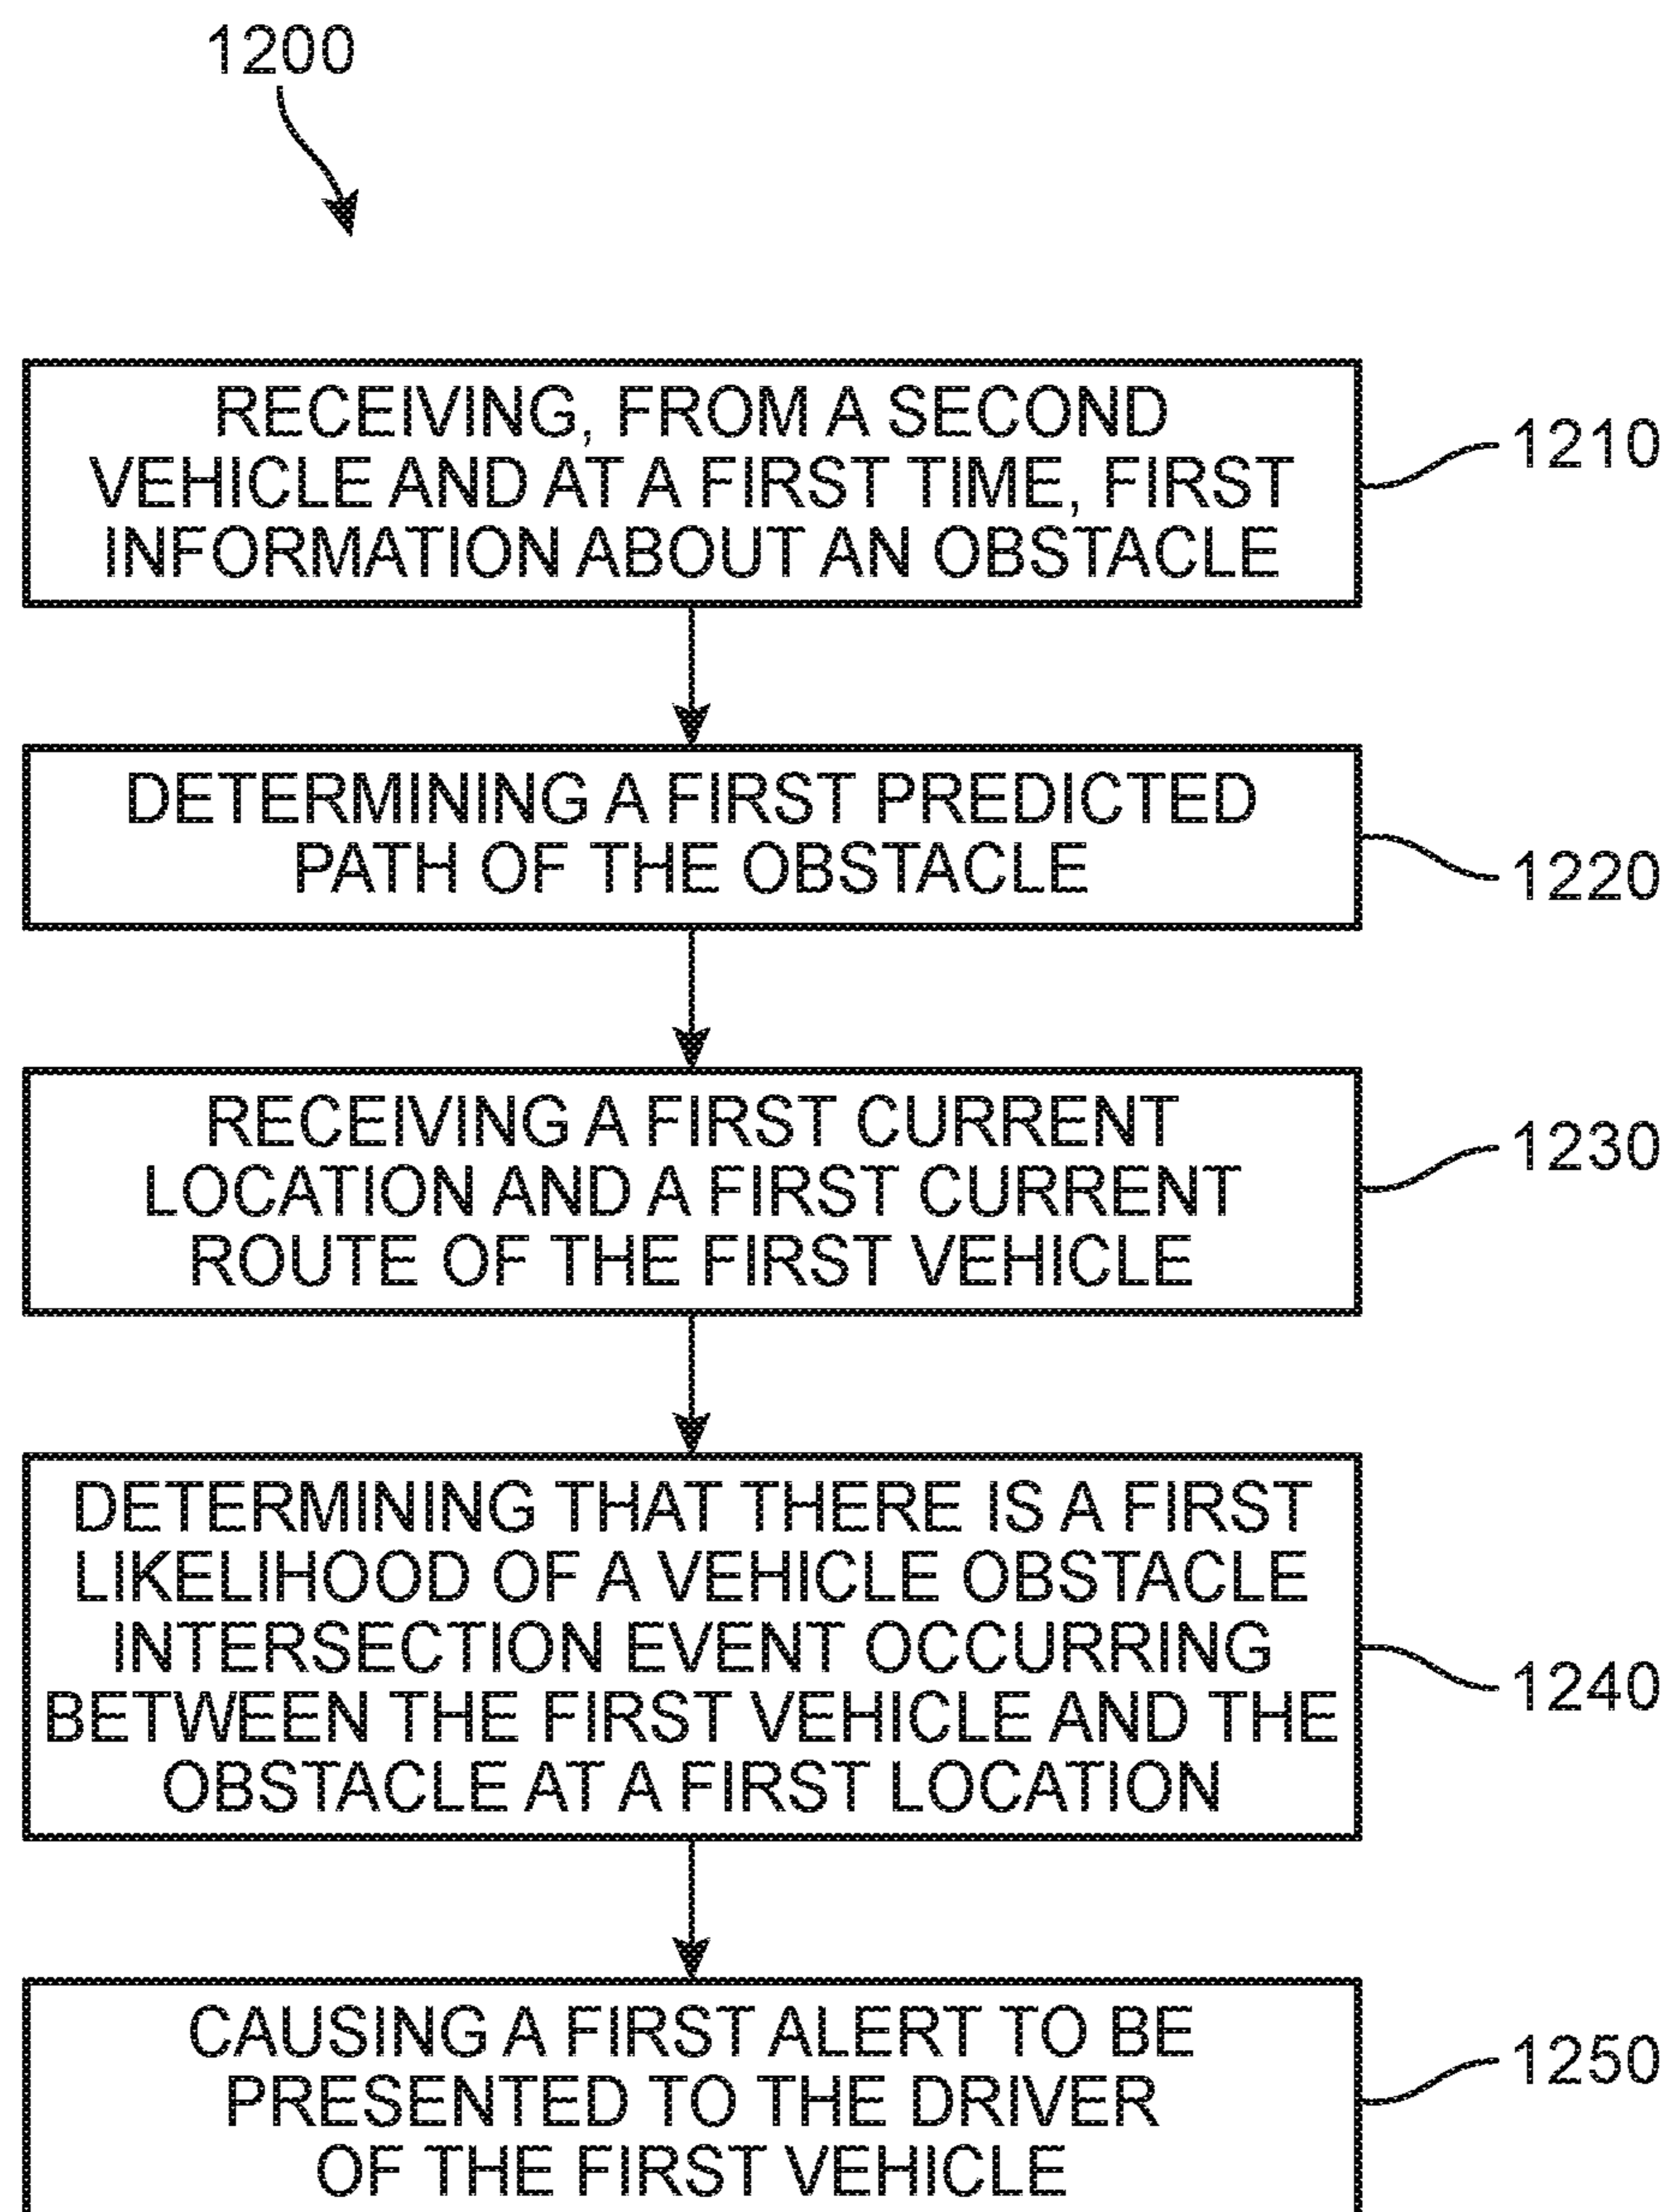 1200
RECEIVING, FROM A SECOND
VEHICLE AND AT A FIRST TIME, FIRST
INFORMATION ABOUT AN OBSTACLE
1210
DETERMINING A FIRST PREDICTED
PATH OF THE OBSTACLE
1220
RECEIVING A FIRST CURRENT
LOCATION AND A FIRST CURRENT
ROUTE OF THE FIRST VEHICLE
1230
DETERMINING THAT THERE IS A FIRST
LIKELIHOOD OF A VEHICLE OBSTACLE
INTERSECTION EVENT OCCURRING
BETWEEN THE FIRST VEHICLE AND THE
OBSTACLE AT A FIRST LOCATION
1240
CAUSING A FIRST ALERT TO BE
PRESENTED TO THE DRIVER
OF THE FIRST VEHICLE
1250